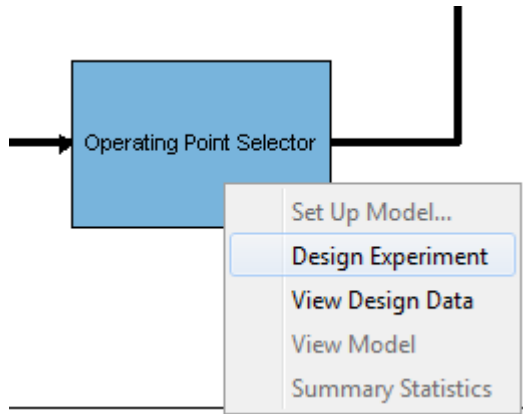 Operating Point Selector
Set Up Model...
Design Experiment
View Design Data
View Model
Summary Statistics